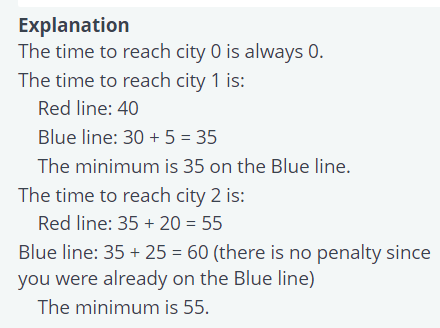 Explanation
The time to reach city 0 is always 0.
The time to reach city 1 is:
Red line: 40
Blue line: 30 + 5 = 35
The minimum is 35 on the Blue line.
The time to reach city 2 is:
Red line: 35 + 20 = 55
Blue line: 35 + 25 = 60 (there is no penalty since
you were already on the Blue line)
The minimum is 55.